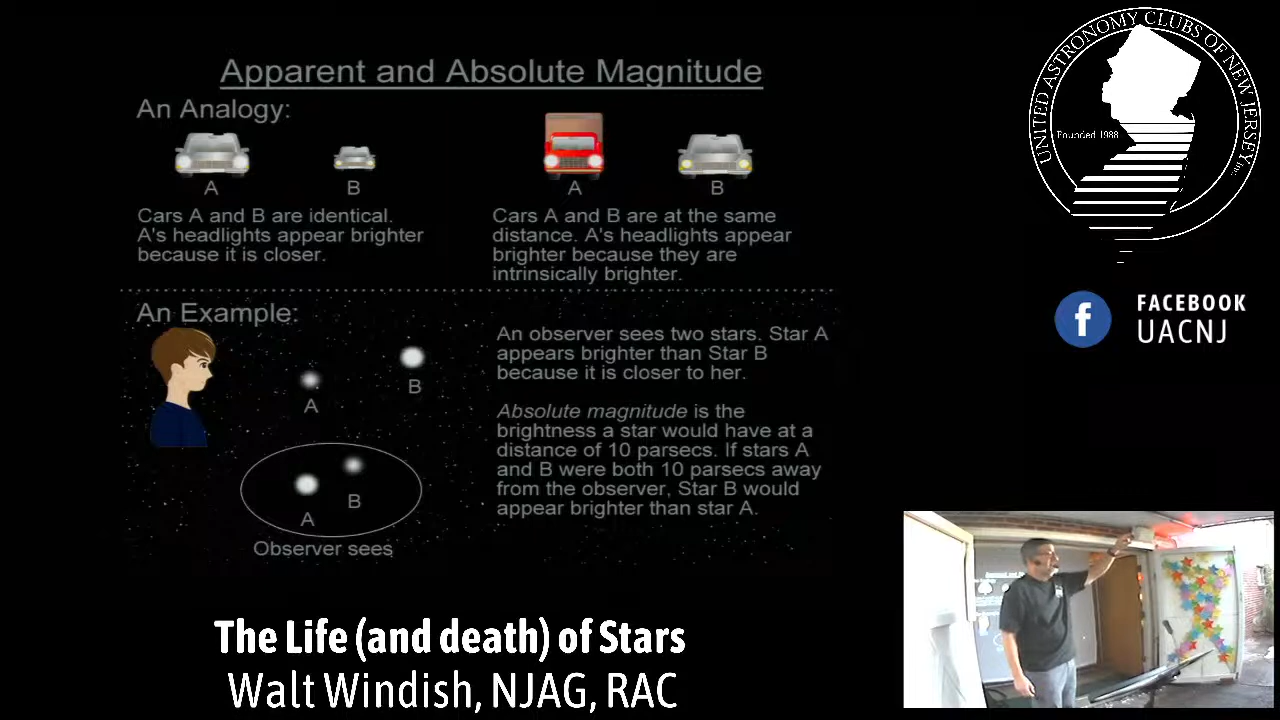 Apparent and Absolute Magnitude
An Analogy:
A
B
A
B
Cars A and B are identical.
A's headlights appear brighter
because it is closer.
Cars A and B are at the same
distance. A's headlights appear
brighter because they are
intrinsically brighter.
An Example:
A
B
A
B
Observer sees
An observer sees two stars. Star A
appears brighter than Star B
because it is closer to her.
Absolute magnitude is the
brightness a star would have at a
distance of 10 parsecs. If stars A
and B were both 10 parsecs away
from the observer, Star B would
appear brighter than star A.
UNITED ASTRONOMY CLUBS OF NEW JERSEY, Inc.
Founded 1988
f
FACEBOOK
UACNJ
The Life (and death) of Stars
Walt Windish, NJAG, RAC